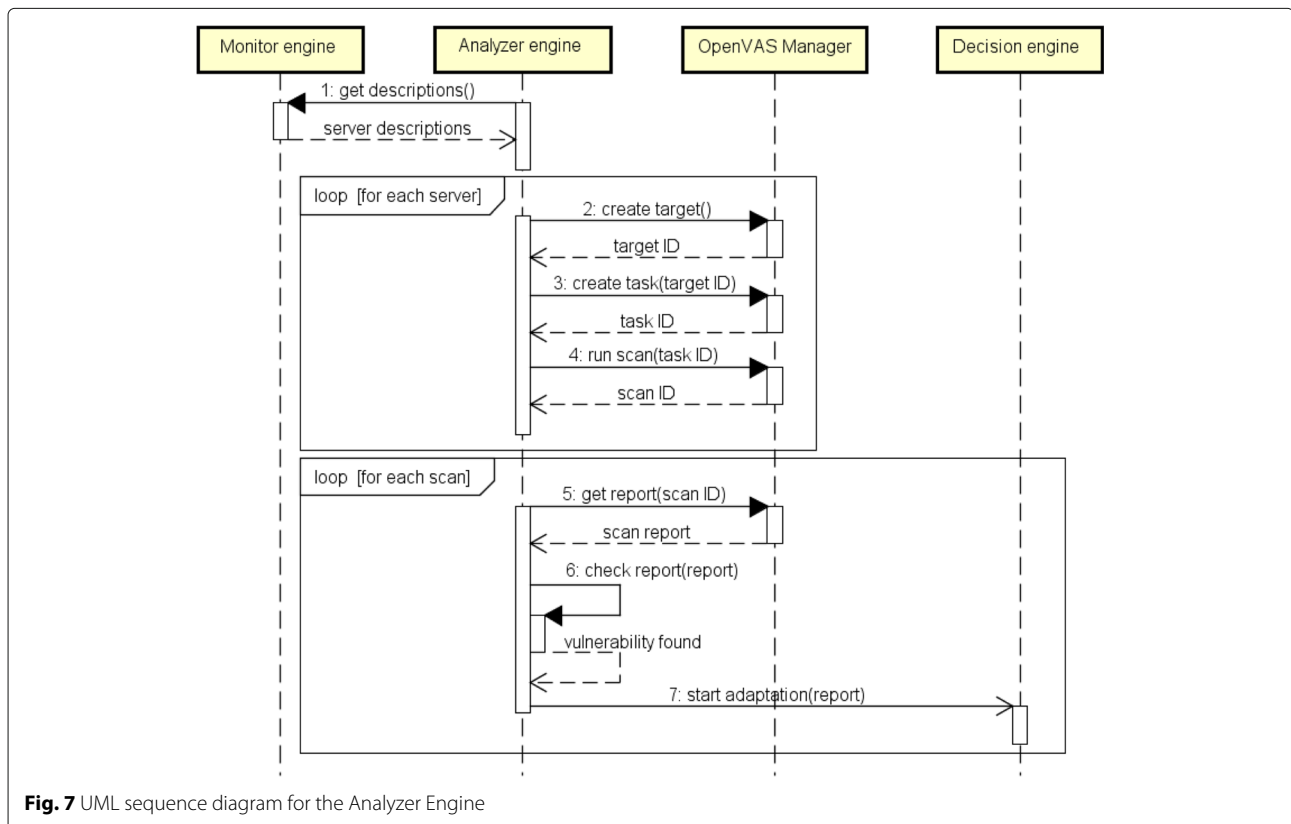 Monitor engine
Analyzer engine
OpenVAS Manager
Decision engine
1: get descriptions()
server descriptions
loop [for each server]
2: create target()
target ID
3: create task(target ID)
task ID
4: run scan(task ID)
scan ID
loop [for each scan]
5: get report(scan ID)
scan report
6: check report(report)
vulnerability found
7: start adaptation(report)
Fig. 7 UML sequence diagram for the Analyzer Engine